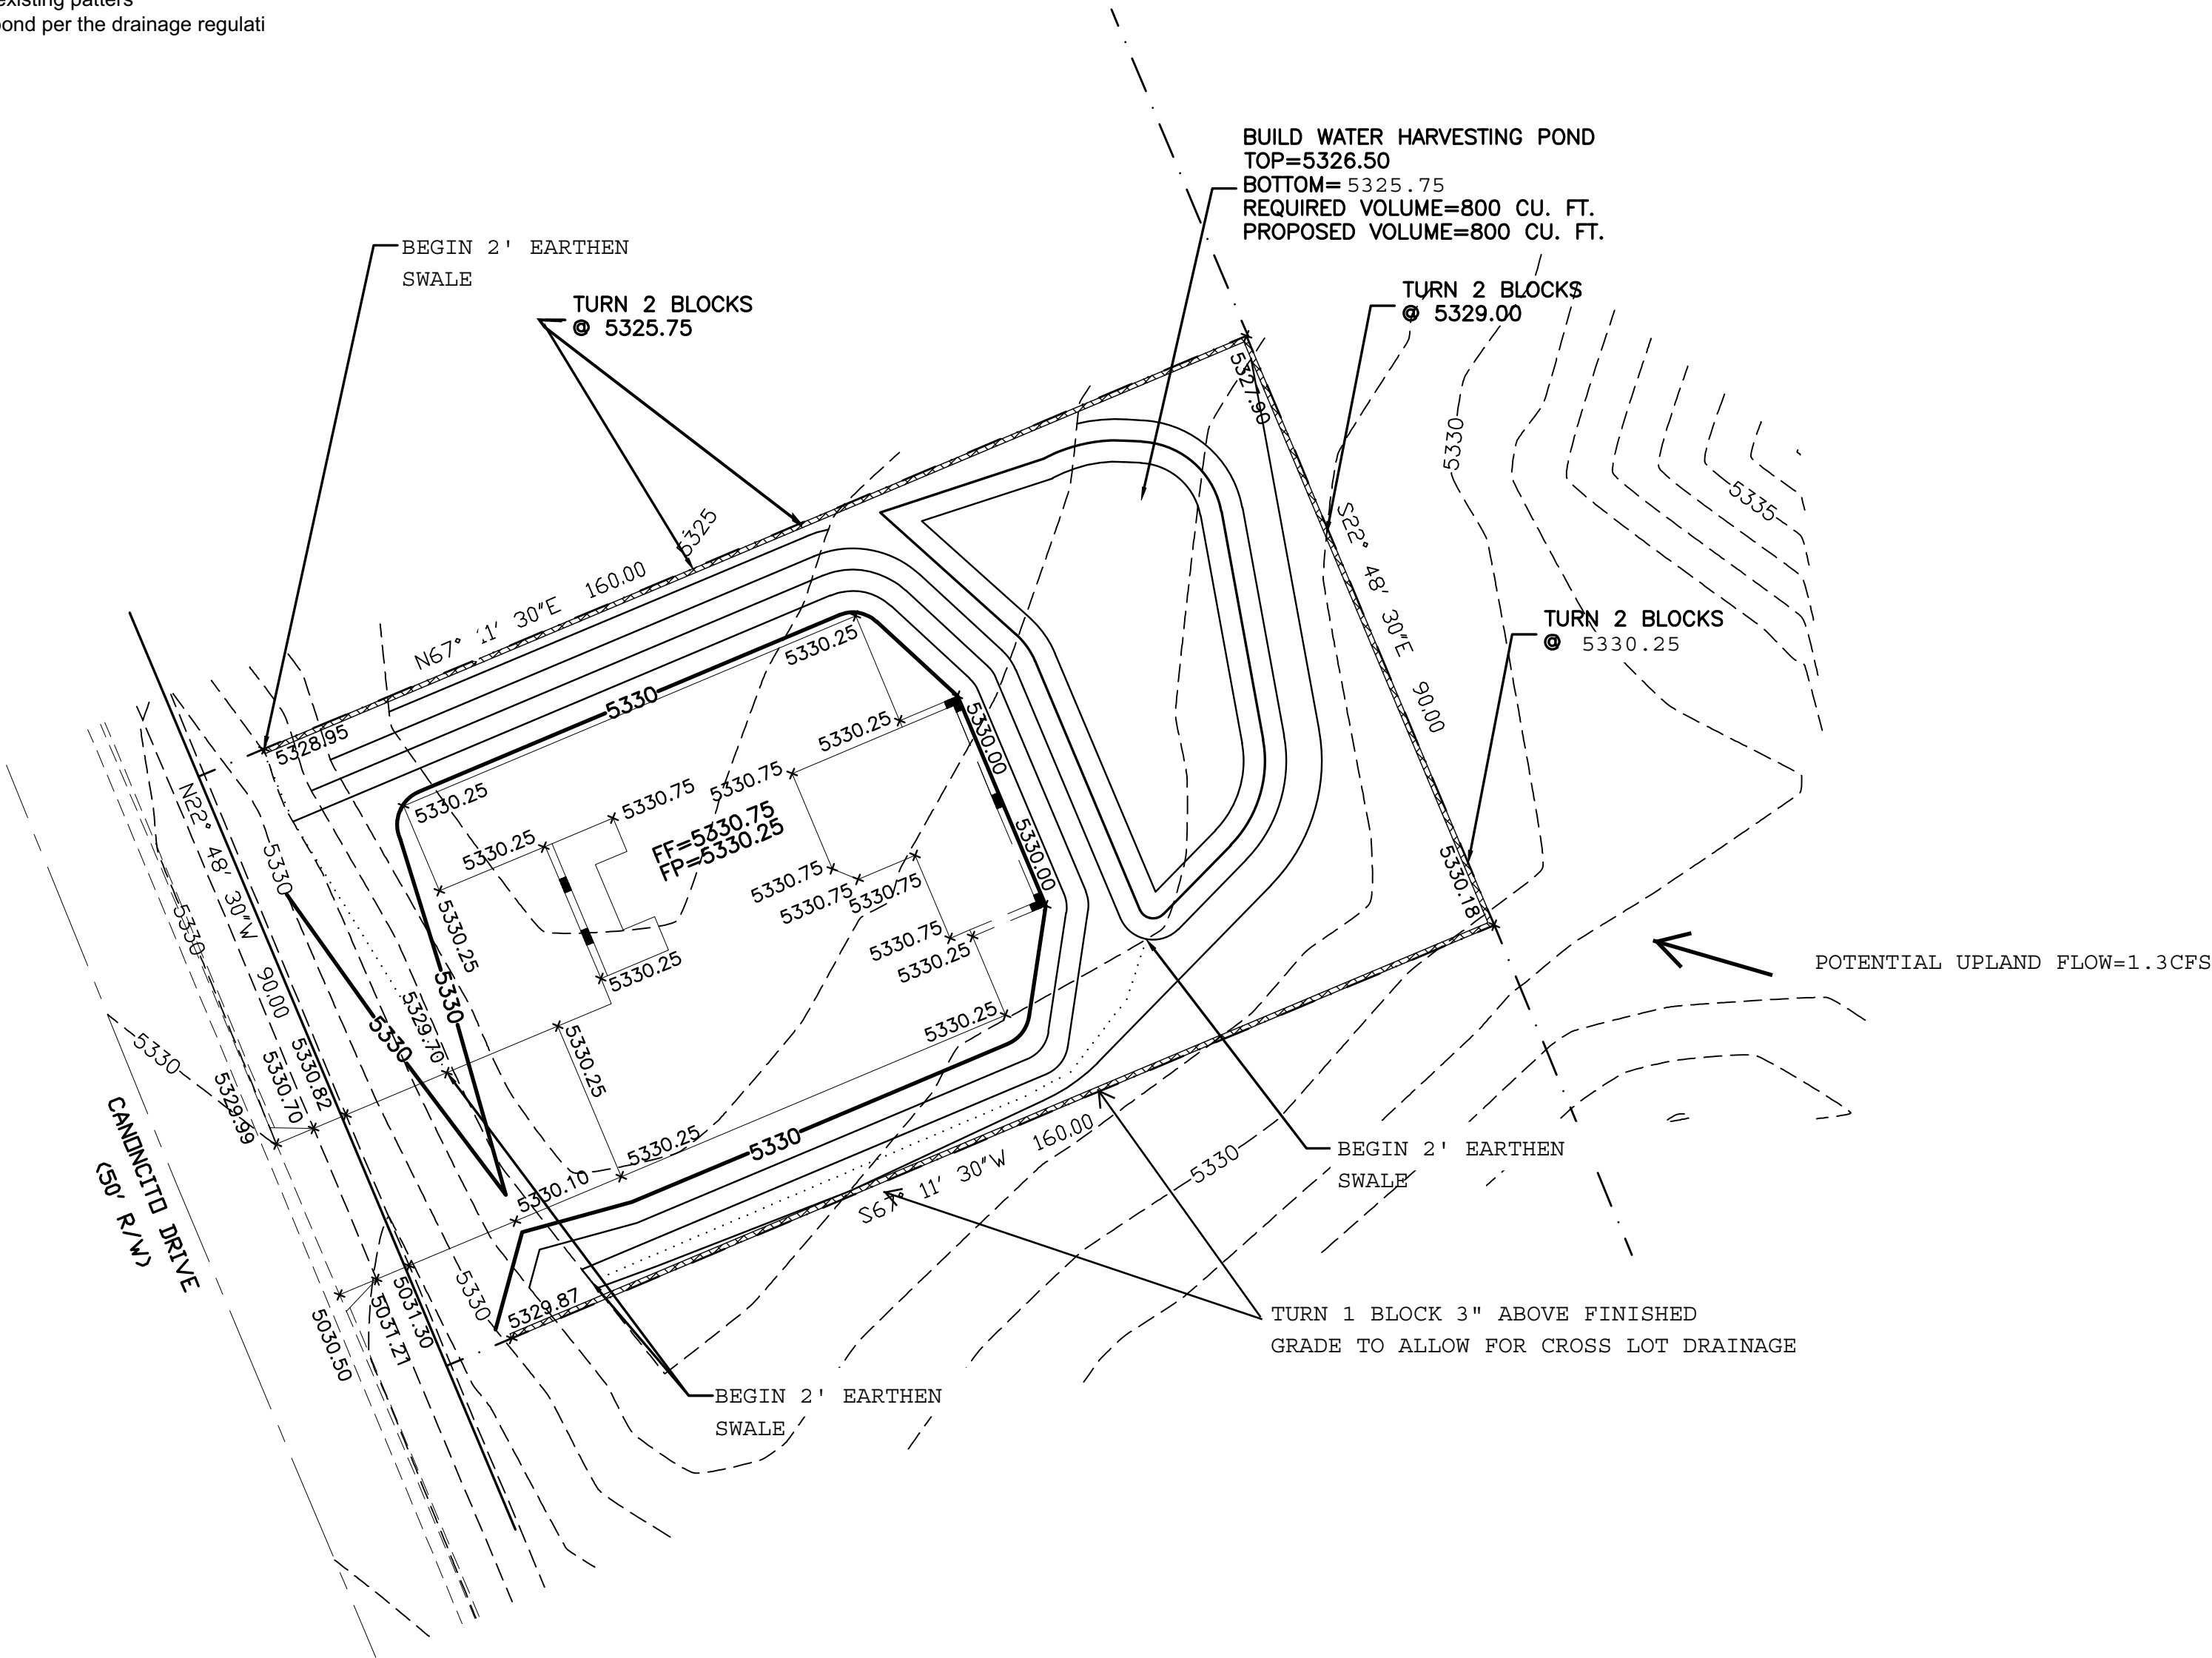 existing patters
pond per the drainage regulati
BUILD WATER HARVESTING POND
TOP=5326.50
BOTTOM= 5325.75
REQUIRED VOLUME=800 CU. FT.
PROPOSED VOLUME=800 CU. FT.
BEGIN 2' EARTHEN
SWALE
TURN 2 BLOCKS
@ 5325.75
TURN 2 BLOCKS
@ 5329.00
5327.90
5330
5335
5325
S22° 48' 30"E 90.00
N67° 11' 30"E 160.00
TURN 2 BLOCKS
@ 5330.25
5330.25
5330
5330.25
5330.00
5328.95
5330.75
5330.75
5330.25
N22° 48' 30"W 90.00
FF=5330.75
FP=5330.25
5330.25
5330.00
5330
5330.75
5330.75
5330.75
5330.18
5330
5330.25
5330.75
5330.25
5330.25
POTENTIAL UPLAND FLOW=1.3CFS
5330
5329.70
5330
5330.25
5330
5330.82
5330.70
5329.99
5330.25
5330.25
5330
160.00
S67° 11' 30"W
5330
BEGIN 2' EARTHEN
SWALE
CANONCITO DRIVE
(50' R/W)
5330.10
5330
5329.87
5031.30
5031.21
5030.50
TURN 1 BLOCK 3" ABOVE FINISHED
GRADE TO ALLOW FOR CROSS LOT DRAINAGE
BEGIN 2' EARTHEN
SWALE